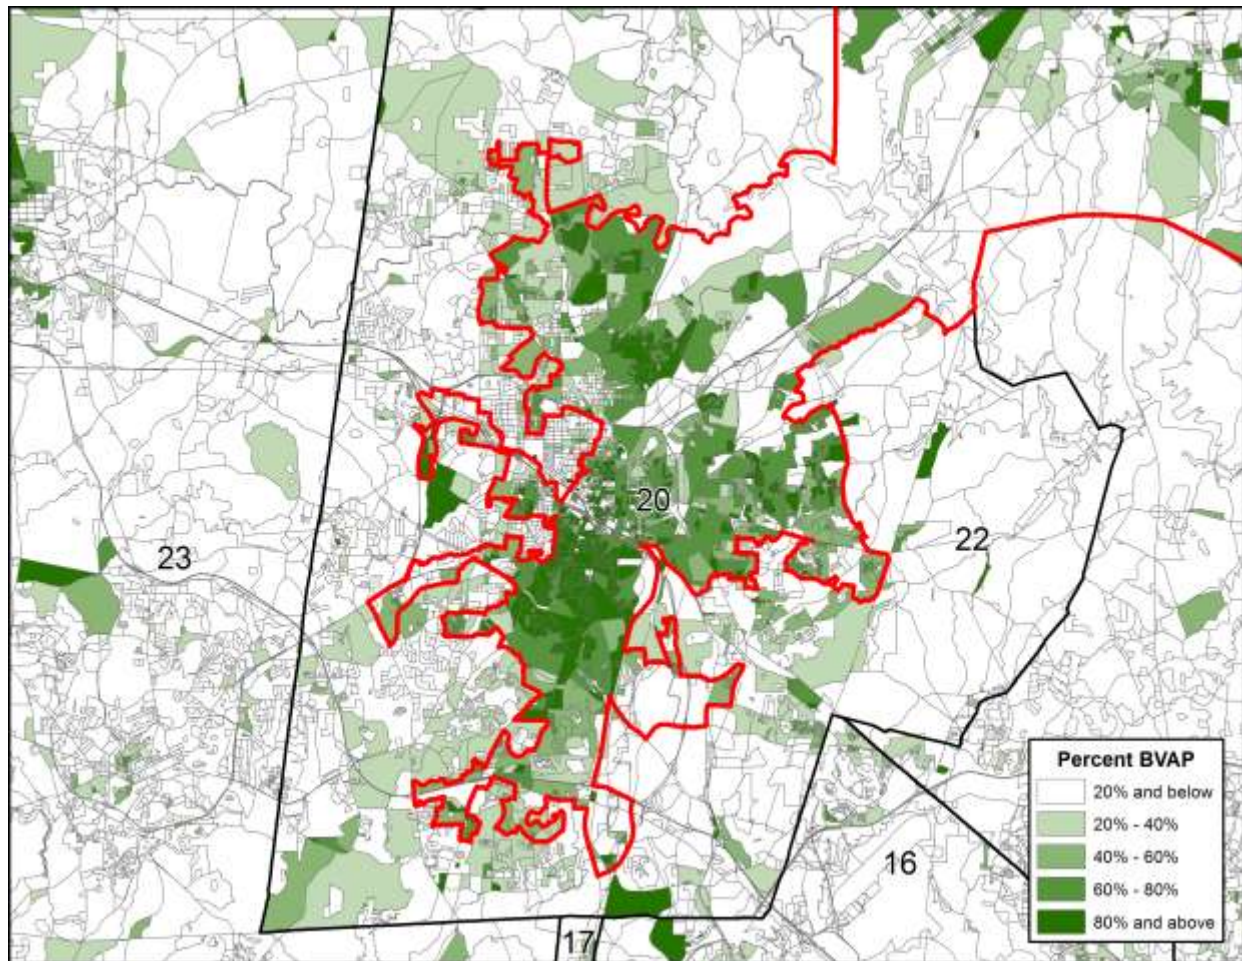 20
23
22
16
17
Percent BVAP
20% and below
20% - 40%
40% - 60%
60% - 80%
80% and above